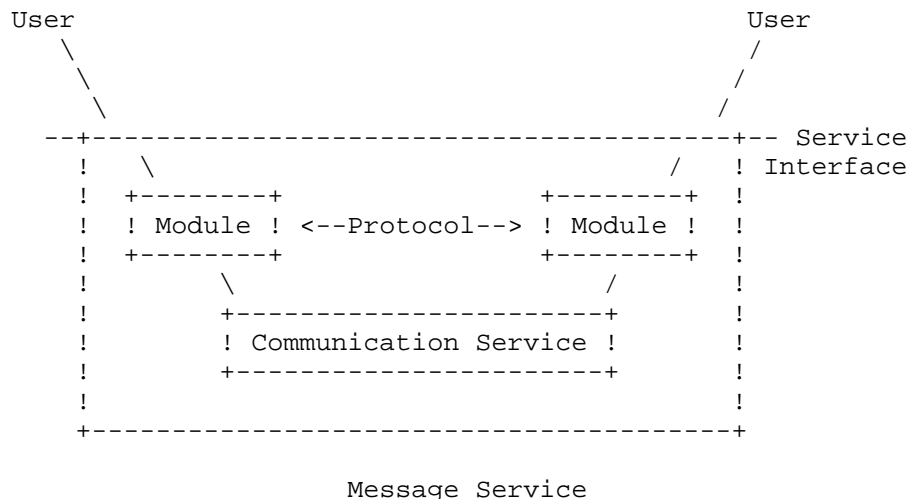 User User
--+----------------------------------------+-- Service
! \ / ! Interface
! +--------+ +--------+ !
! ! Module ! <--Protocol--> ! Module ! !
! +--------+ +--------+ !
! \ / !
! +-----------------------+ !
! ! Communication Service ! !
! +-----------------------+ !
! !
+----------------------------------------+
Message Service